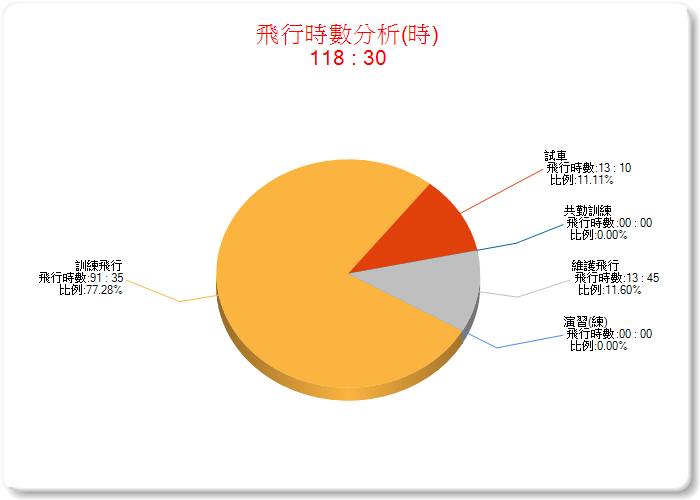 飛行時數分析(時)
118 : 30
試車
飛行時數:13 : 10
比例:11.11%
共勤訓練
飛行時數:00 : 00
比例:0.00%
訓練飛行
飛行時數:91 : 35
比例:77.28%
維護飛行
飛行時數:13 : 45
比例:11.60%
演習(練)
飛行時數:00 : 00
比例:0.00%